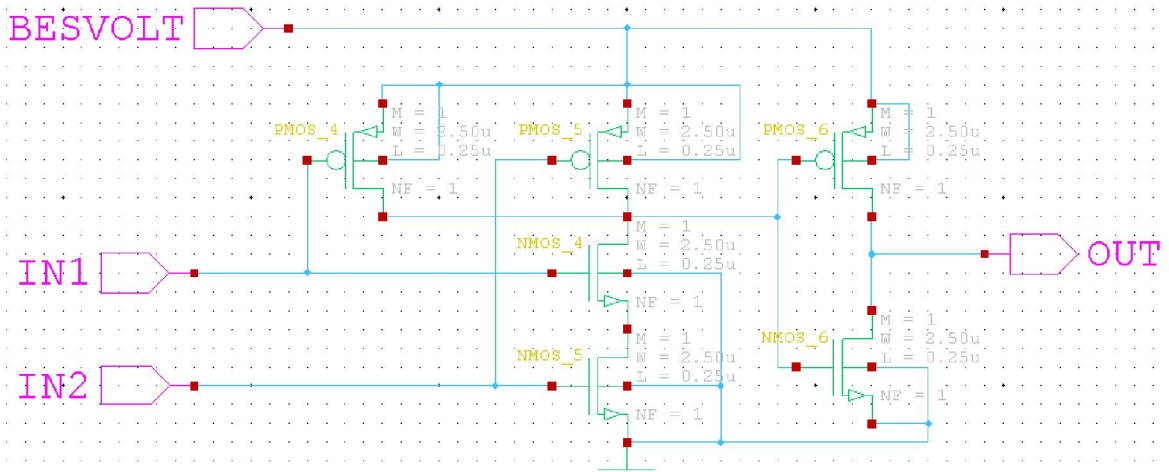 BESVOLT
PMOS_4
M = 1
W = 2.50u
L = 0.25u
NF = 1
PMOS_5
M = 1
W = 2.50u
L = 0.25u
NF = 1
PMOS_6
M = 1
W = 2.50u
L = 0.25u
NF = 1
IN1
NMOS_4
M = 1
W = 2.50u
L = 0.25u
NF = 1
OUT
IN2
NMOS_5
M = 1
W = 2.50u
L = 0.25u
NF = 1
NMOS_6
M = 1
W = 2.50u
L = 0.25u
NF = 1